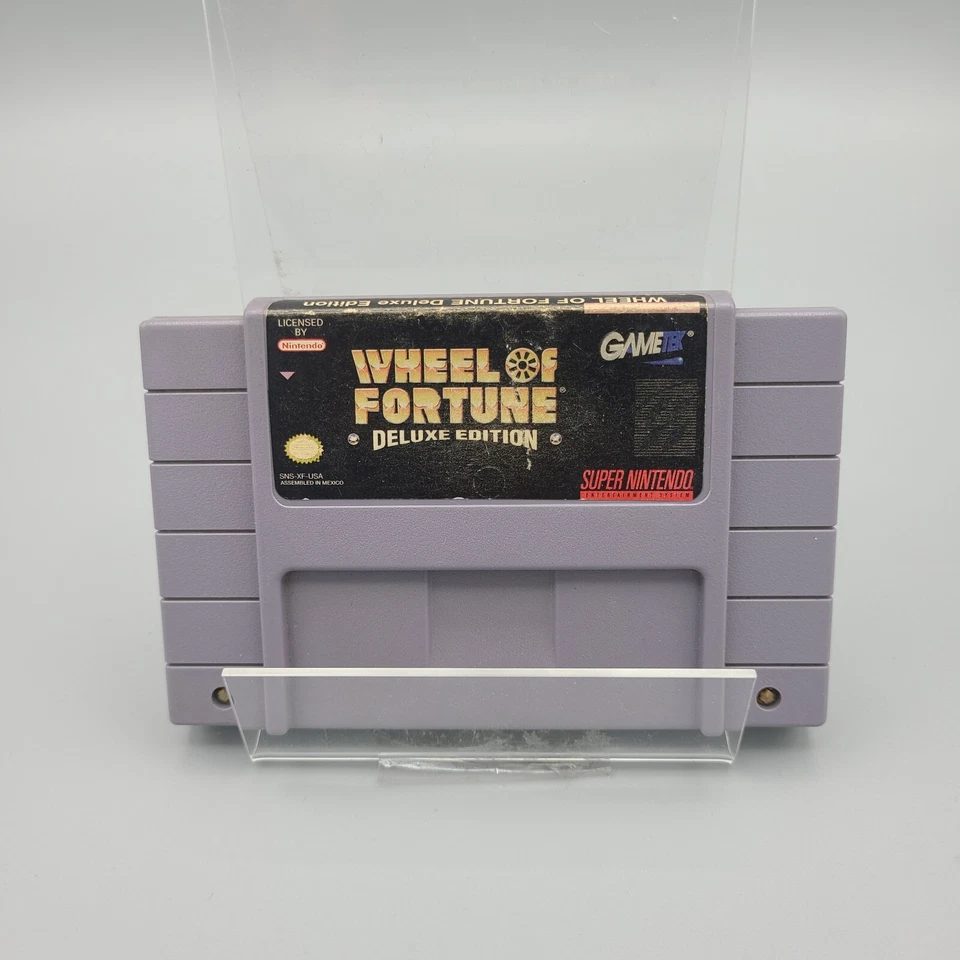 WHEEL OF FORTUNE Deluxe Edition
LICENSED
BY
Nintendo
GAMETEK
WHEEL OF
FORTUNE®
DELUXE EDITION
SNS-XF-USA
ASSEMBLED IN MEXICO
SUPER NINTENDO
ENTERTAINMENT SYSTEM